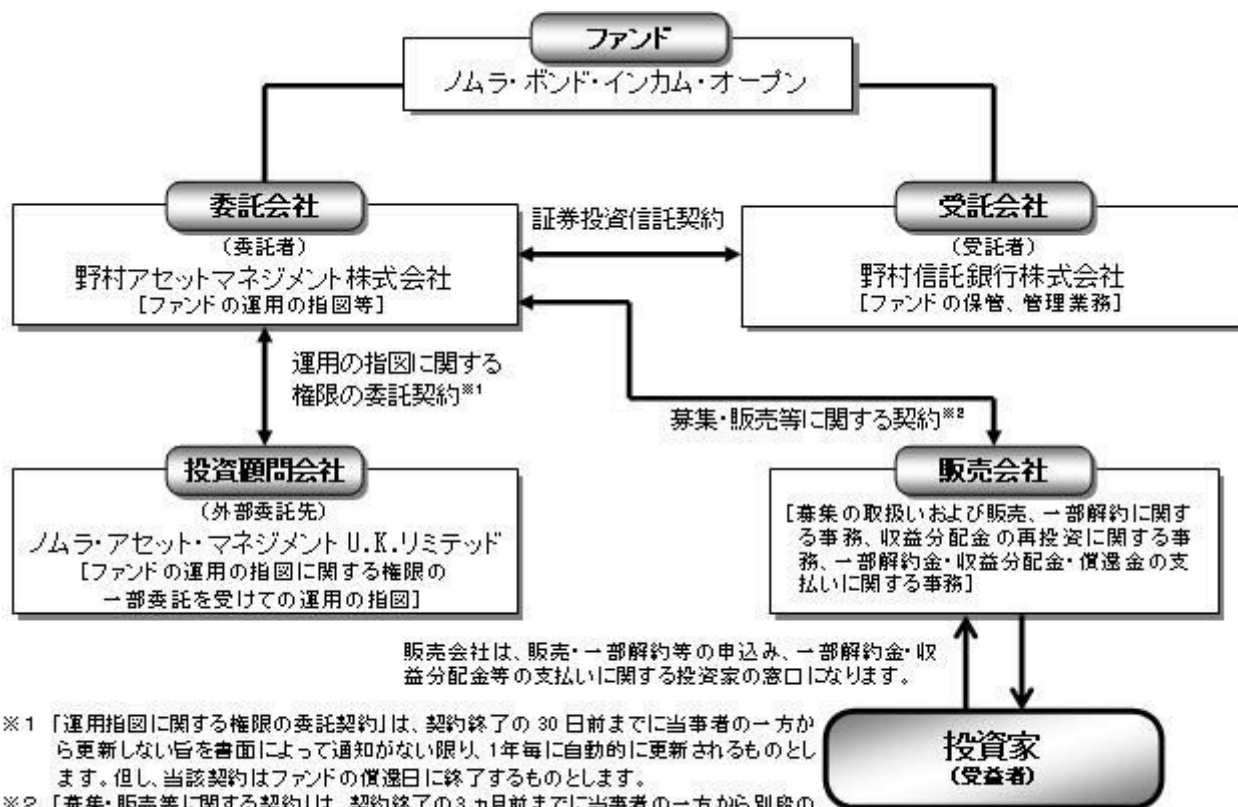 ファンド
ノムラ・ボンド・インカム・オープン
委託会社
(委託者)
野村アセットマネジメント株式会社
[ファンドの運用の指図等]
証券投資信託契約
受託会社
(受託者)
野村信託銀行株式会社
[ファンドの保管、管理業務]
運用の指図に関する
権限の委託契約※1
募集・販売等に関する契約※2
投資顧問会社
(外部委託先)
ノムラ・アセット・マネジメントU.K.リミテッド
[ファンドの運用の指図に関する権限の
一部委託を受けての運用の指図]
販売会社
[募集の取扱いおよび販売、一部解約に関す
る事務、収益分配金の再投資に関する事
務、一部解約金・収益分配金・償還金の支
払いに関する事務]
販売会社は、販売・一部解約等の申込み、一部解約金・収
益分配金等の支払いに関する投資家の窓口になります。
投資家
(受益者)
※1 「運用指図に関する権限の委託契約」は、契約終了の30日前までに当事者の一方か
ら更新しない旨を書面によって通知がない限り、1年毎に自動的に更新されるものとし
ます。但し、当該契約はファンドの償還日に終了するものとします。
※2 「募集・販売等に関する契約」は、契約終了の3ヵ月前までに当事者の一方から別段の